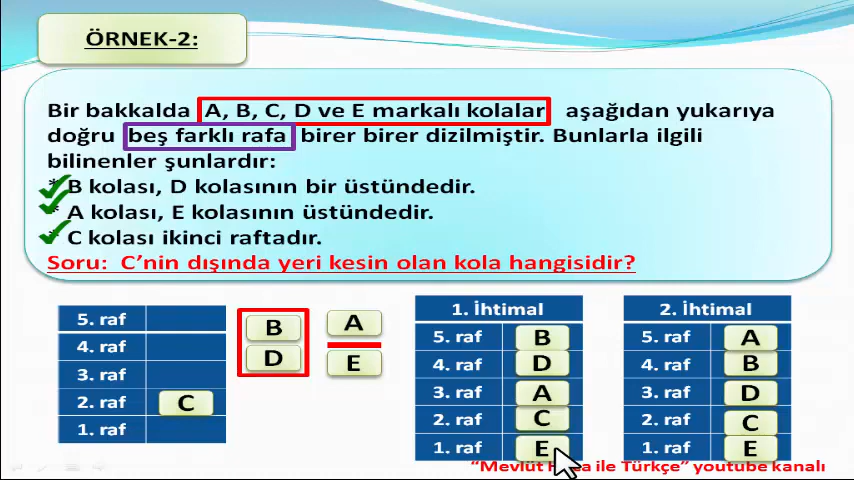 ÖRNEK-2:
Bir bakkalda A, B, C, D ve E markalı kolalar aşağıdan yukarıya
doğru beş farklı rafa birer birer dizilmiştir. Bunlarla ilgili
bilinenler şunlardır:
* B kolası, D kolasının bir üstündedir.
* A kolası, E kolasının üstündedir.
* C kolası ikinci raftadır.
Soru: C’nin dışında yeri kesin olan kola hangisidir?
5. raf
4. raf
3. raf
2. raf C
1. raf
B
D
A
E
1. İhtimal
5. raf B
4. raf D
3. raf A
2. raf C
1. raf E
2. İhtimal
5. raf A
4. raf B
3. raf D
2. raf C
1. raf E
“Mevlüt ile Türkçe” youtube kanalı